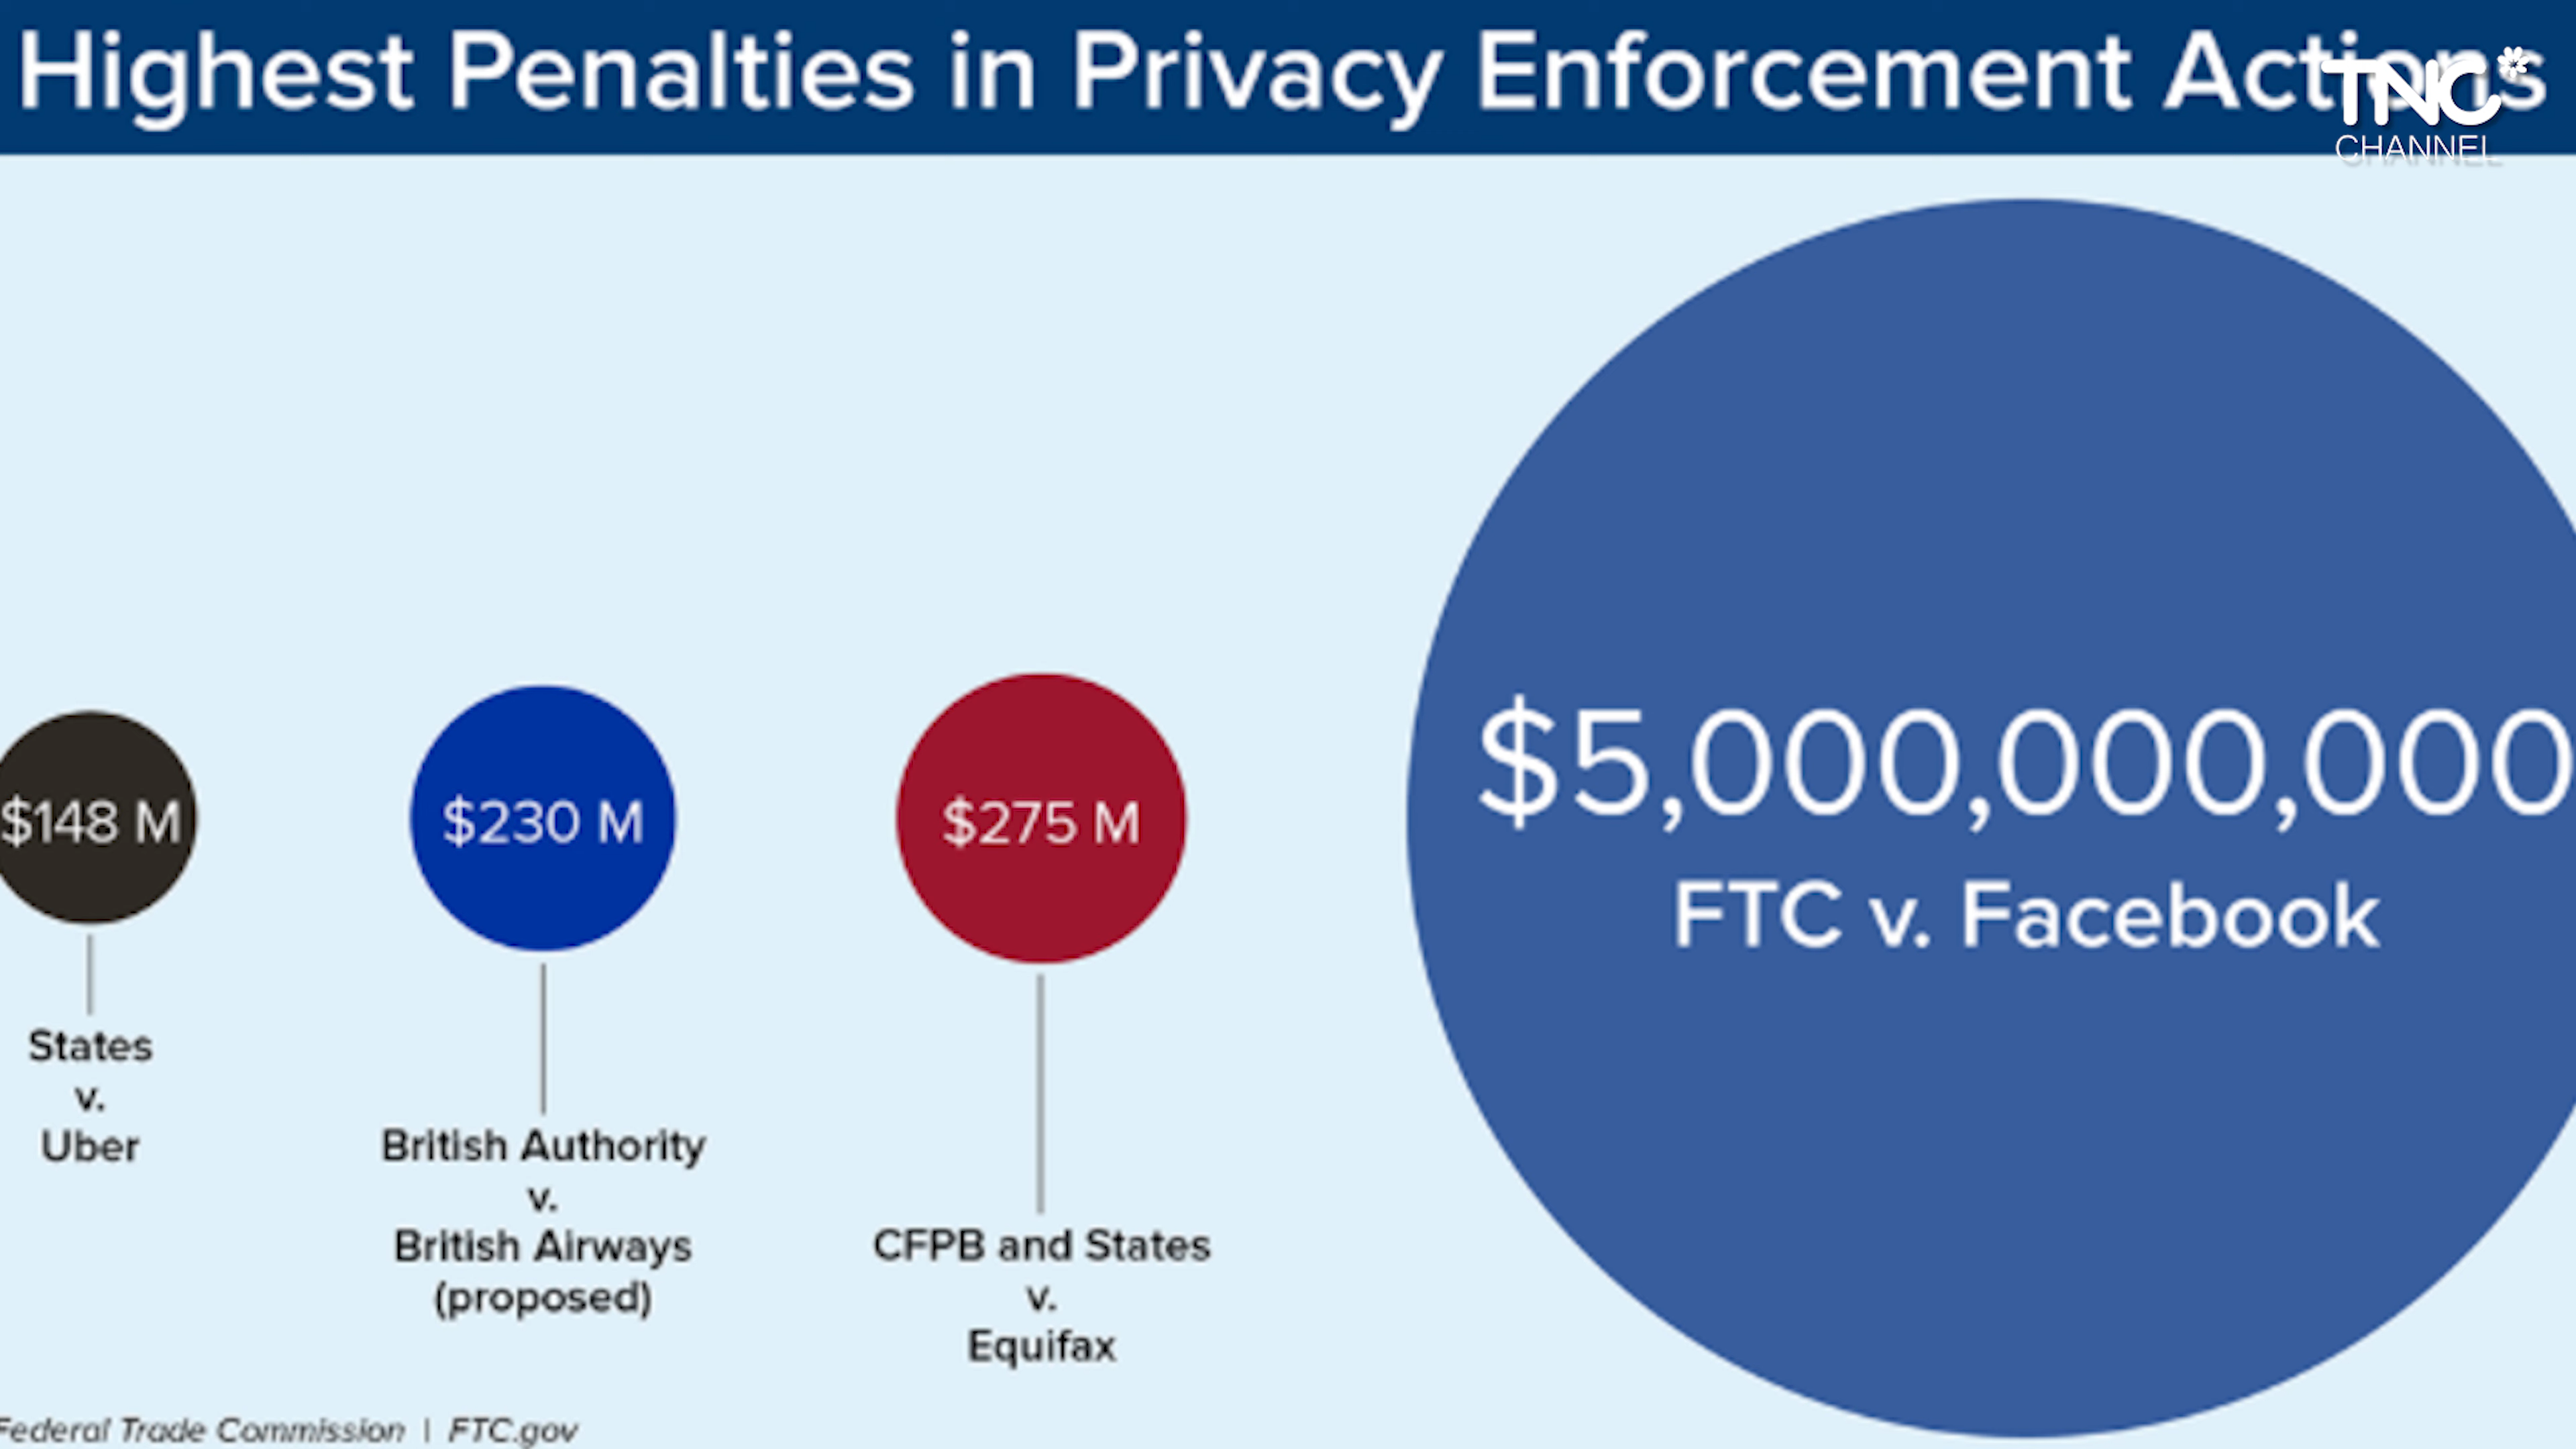 Highest Penalties in Privacy Enforcement Actions
TNC
CHANNEL
$148 M
States
v.
Uber
$230 M
British Authority
v.
British Airways
(proposed)
$275 M
CFPB and States
v.
Equifax
$5,000,000,000
FTC v. Facebook
Federal Trade Commission | FTC.gov